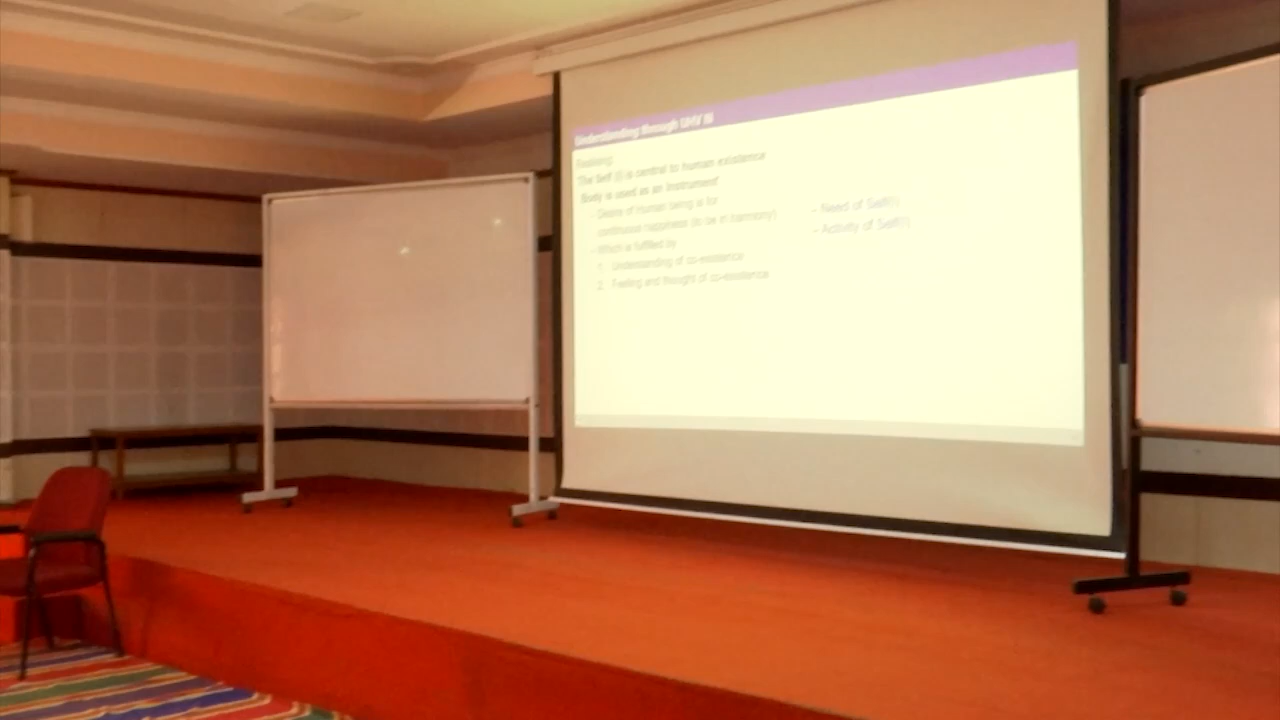 Understanding through UHV III
Realising:
The Self (I) is central to human existence
'Body is used as an instrument'
- Desire of Human being is for
continuous happiness (to be in harmony)
- Need of Self(I)
- Which is fulfilled by
- Activity of Self(I)
1. Understanding of co-existence
2. Feeling and thought of co-existence